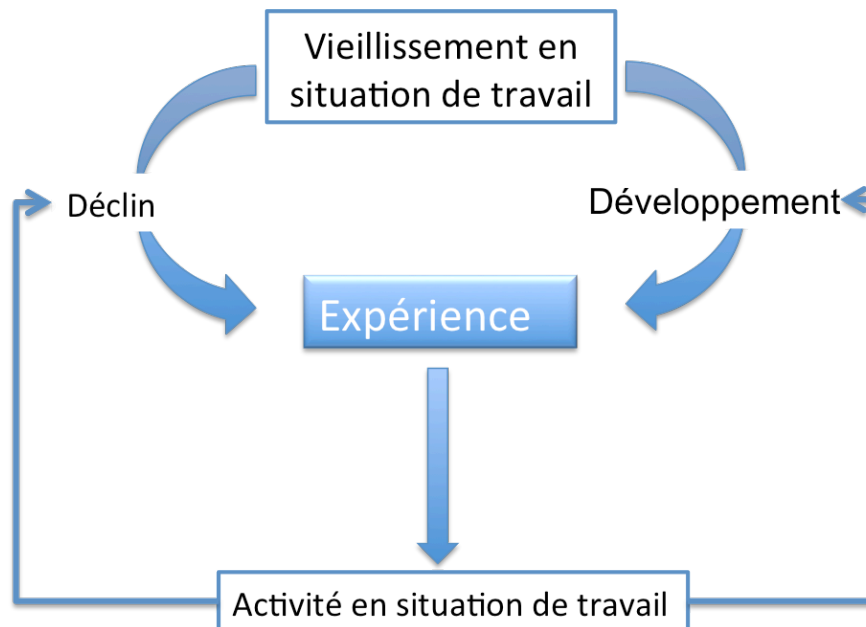 Vieillissement en
situation de travail
Déclin
Développement
Expérience
Activité en situation de travail